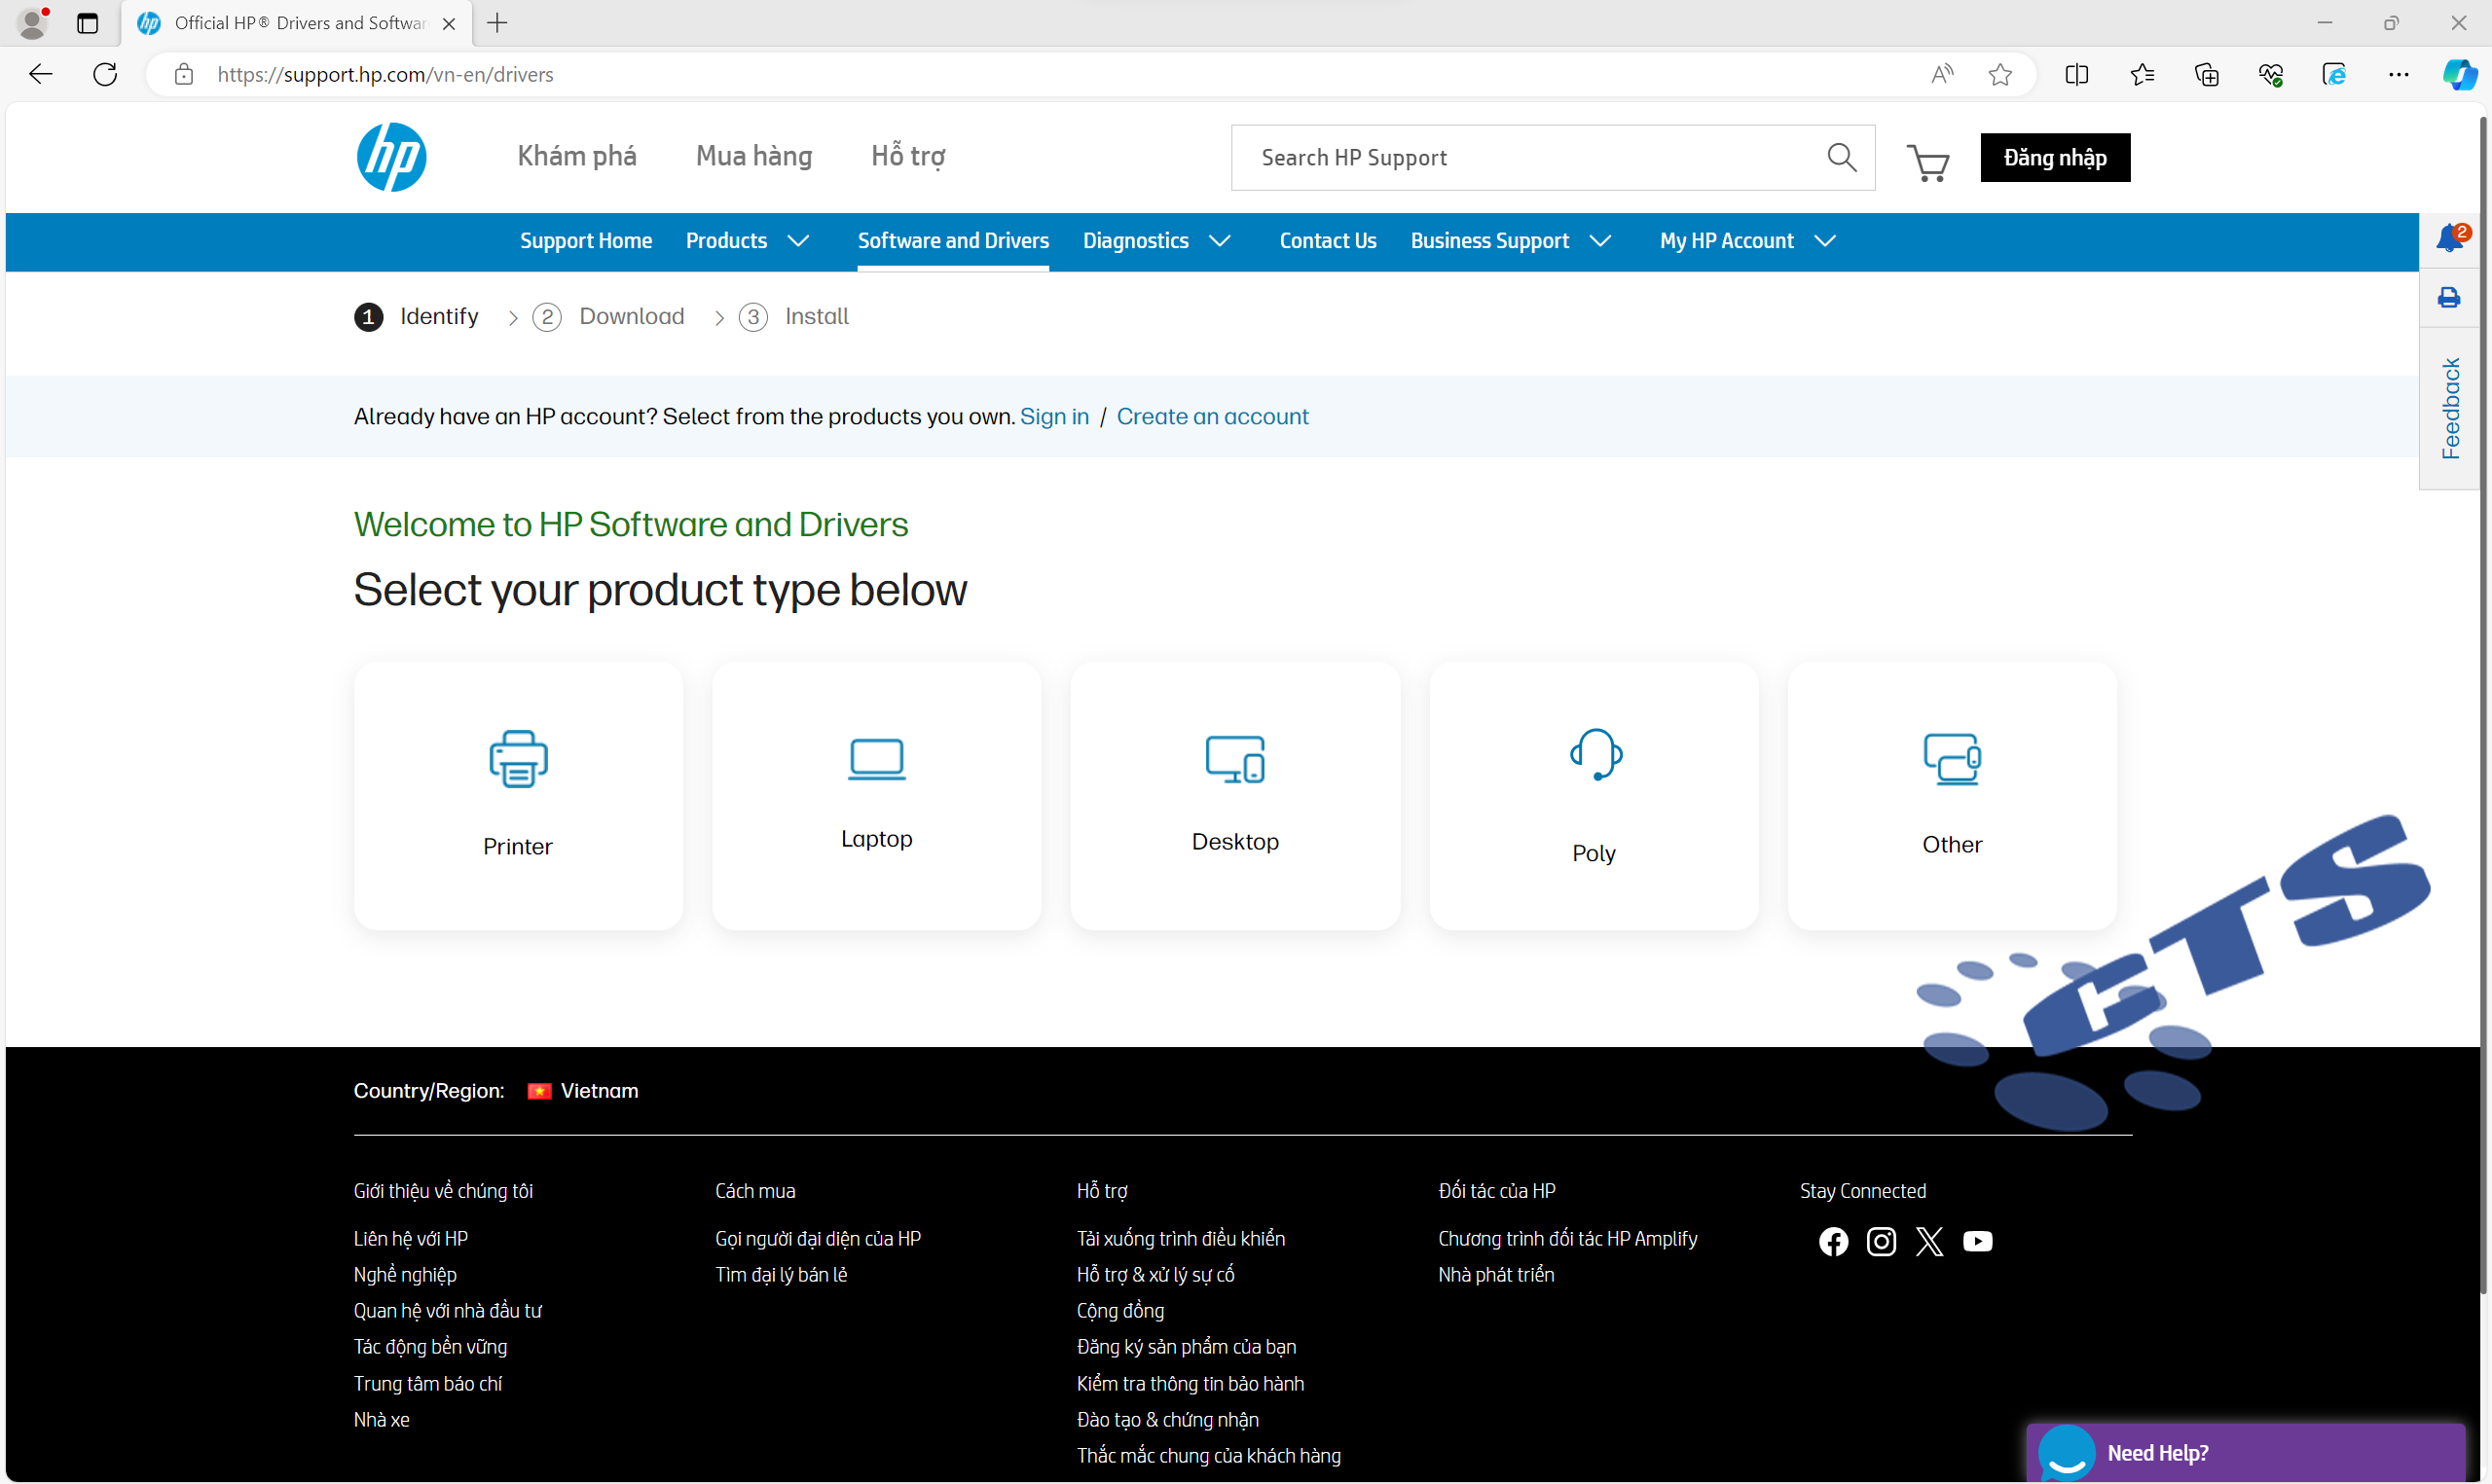 Official HP® Drivers and Softwar
https://support.hp.com/vn-en/drivers
hp
Khám phá
Mua hàng
Hỗ trợ
Search HP Support
Đăng nhập
Support Home
Products
Software and Drivers
Diagnostics
Contact Us
Business Support
My HP Account
2
1 Identify
2 Download
3 Install
Feedback
Already have an HP account? Select from the products you own. Sign in / Create an account
Welcome to HP Software and Drivers
Select your product type below
Printer
Laptop
Desktop
Poly
Other
CTS
Country/Region: Vietnam
Giới thiệu về chúng tôi
Liên hệ với HP
Nghề nghiệp
Quan hệ với nhà đầu tư
Tác động bền vững
Trung tâm báo chí
Nhà xe
Cách mua
Gọi người đại diện của HP
Tìm đại lý bán lẻ
Hỗ trợ
Tải xuống trình điều khiển
Hỗ trợ & xử lý sự cố
Cộng đồng
Đăng ký sản phẩm của bạn
Kiểm tra thông tin bảo hành
Đào tạo & chứng nhận
Thắc mắc chung của khách hàng
Đối tác của HP
Chương trình đối tác HP Amplify
Nhà phát triển
Stay Connected
Need Help?